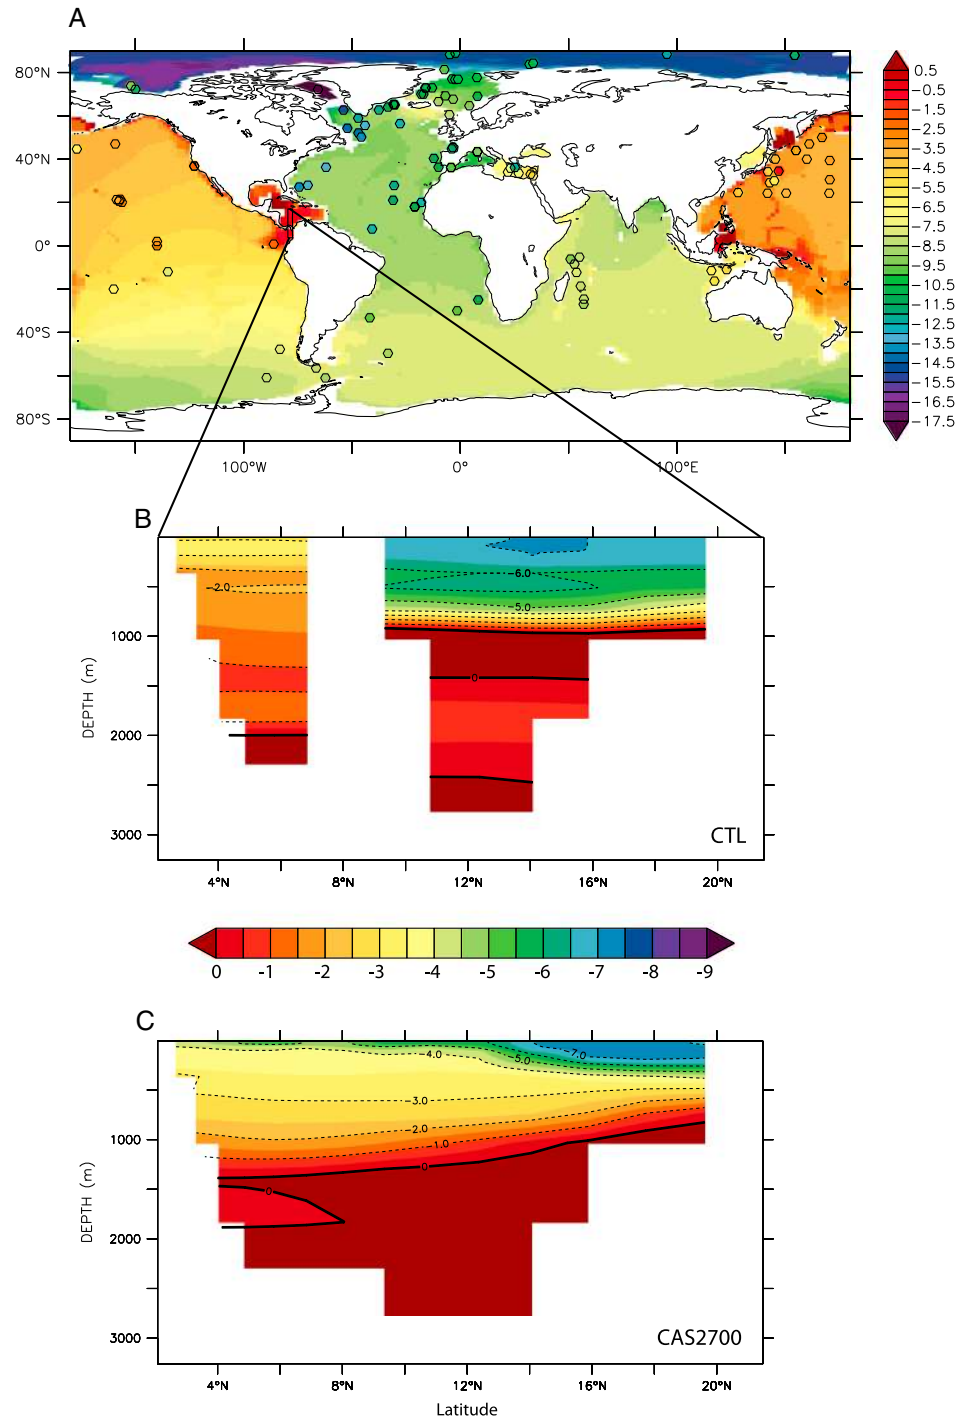 A
80°N
40°N
0°
40°S
80°S
100°W
0°
100°E
0.5
-0.5
-1.5
-2.5
-3.5
-4.5
-5.5
-6.5
-7.5
-8.5
-9.5
-10.5
-11.5
-12.5
-13.5
-14.5
-15.5
-16.5
-17.5
B
-2.0
-6.0
-5.0
0
1000
2000
3000
DEPTH (m)
CTL
4°N
8°N
12°N
16°N
20°N
0 -1 -2 -3 -4 -5 -6 -7 -8 -9
C
-4.0
-5.0
-7.0
-3.0
-2.0
-1.0
0
0
1000
2000
3000
DEPTH (m)
CAS2700
4°N
8°N
12°N
16°N
20°N
Latitude